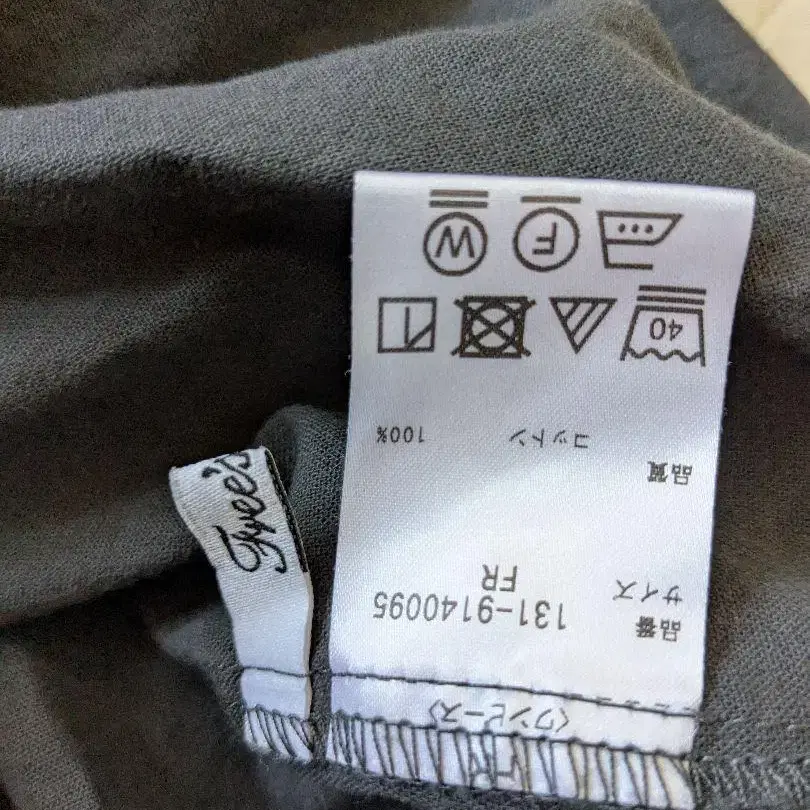 〈ワンピース〉
品番 131-9140095
サイズ FR
品質
コットン 100%
40
F W